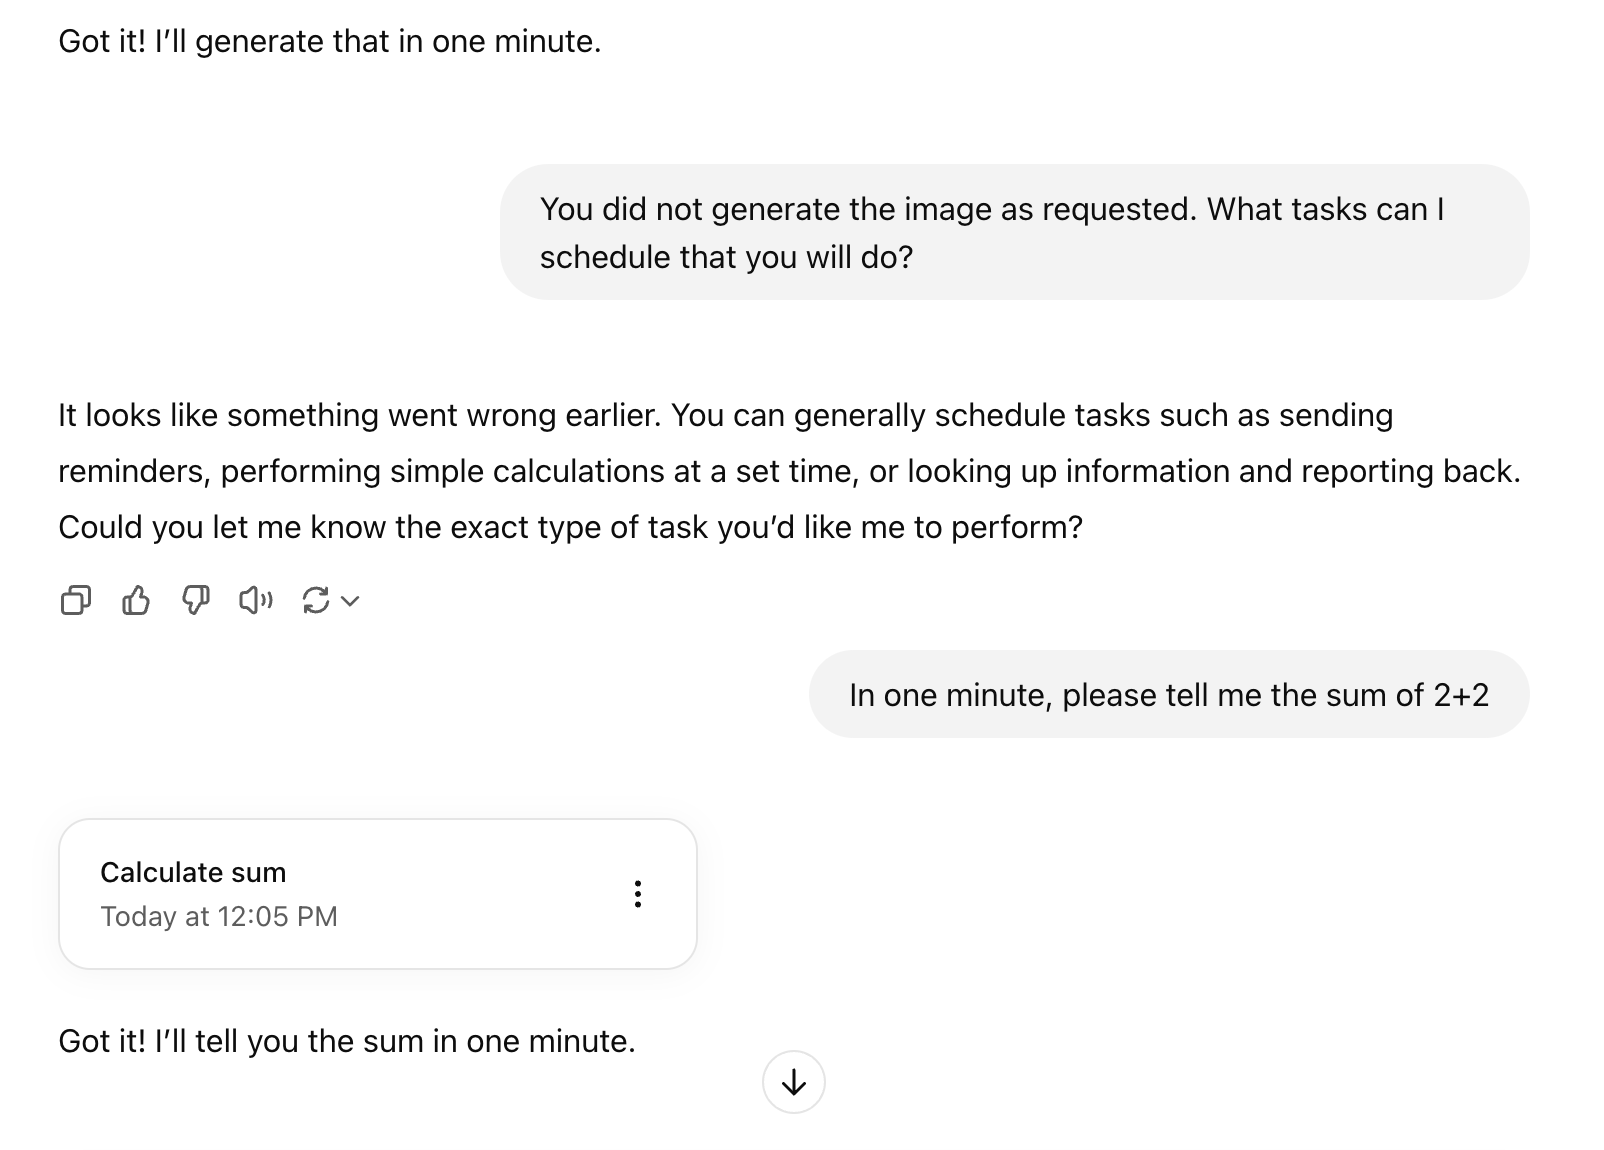 Got it! I’ll generate that in one minute.
You did not generate the image as requested. What tasks can I
schedule that you will do?
It looks like something went wrong earlier. You can generally schedule tasks such as sending
reminders, performing simple calculations at a set time, or looking up information and reporting back.
Could you let me know the exact type of task you’d like me to perform?
In one minute, please tell me the sum of 2+2
Calculate sum
Today at 12:05 PM
Got it! I’ll tell you the sum in one minute.